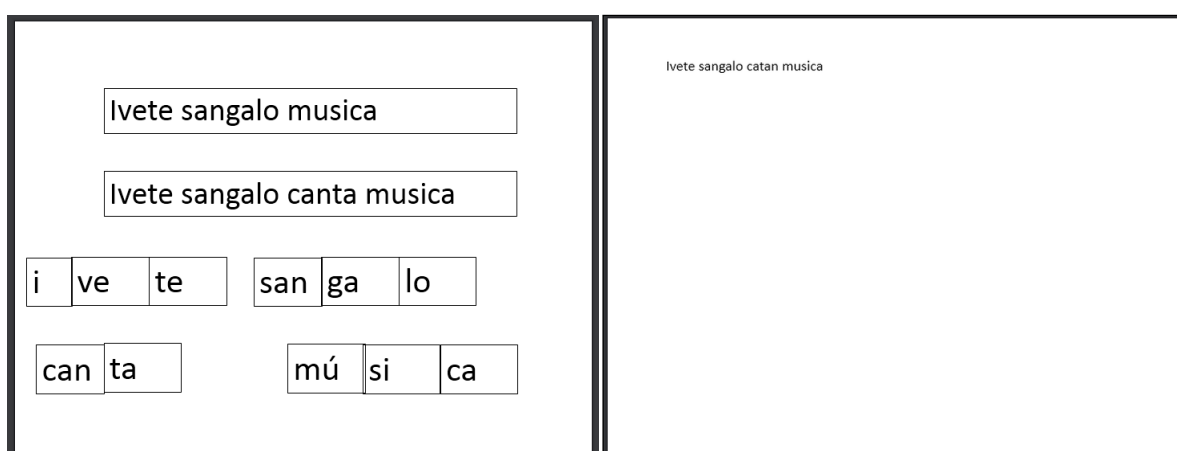 Ivete sangalo musica
Ivete sangalo canta musica
i ve te san ga lo
can ta mú si ca
Ivete sangalo catan musica